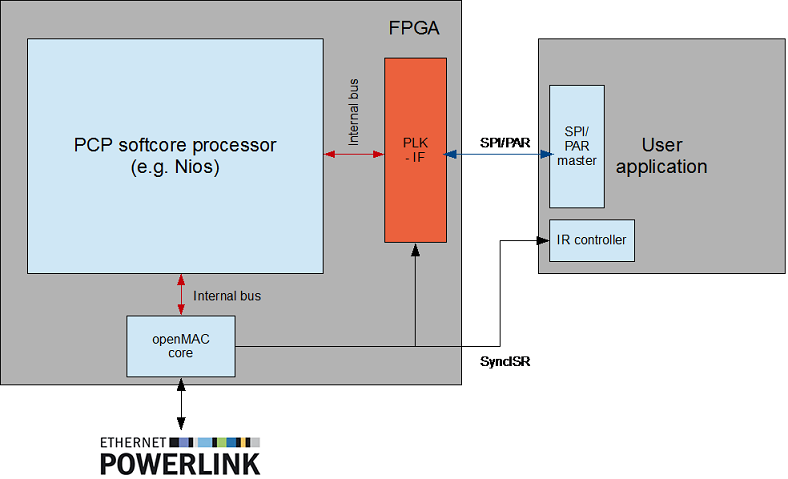 FPGA
PCP softcore processor
(e.g. Nios)
Internal bus
PLK
- IF
SPI/PAR
SPI/
PAR
master
User
application
IR controller
Internal bus
openMAC
core
SyncISR
ETHERNET
POWERLINK